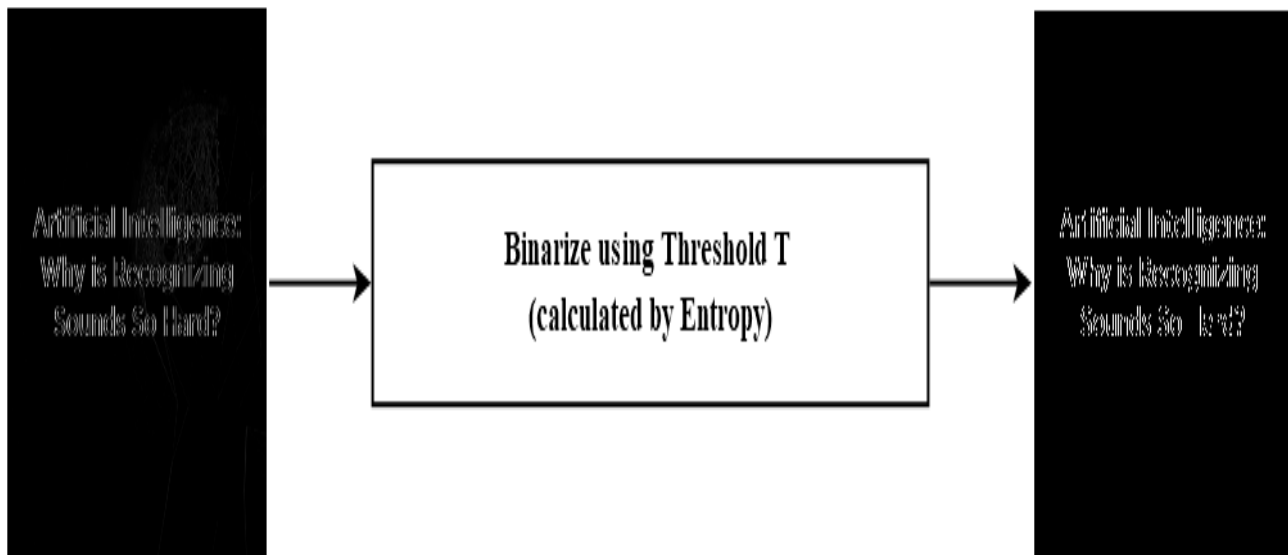 Artificial Intelligence:
Why is Recognizing
Sounds So Hard?
Binarize using Threshold T
(calculated by Entropy)
Artificial Intelligence:
Why is Recognizing
Sounds So